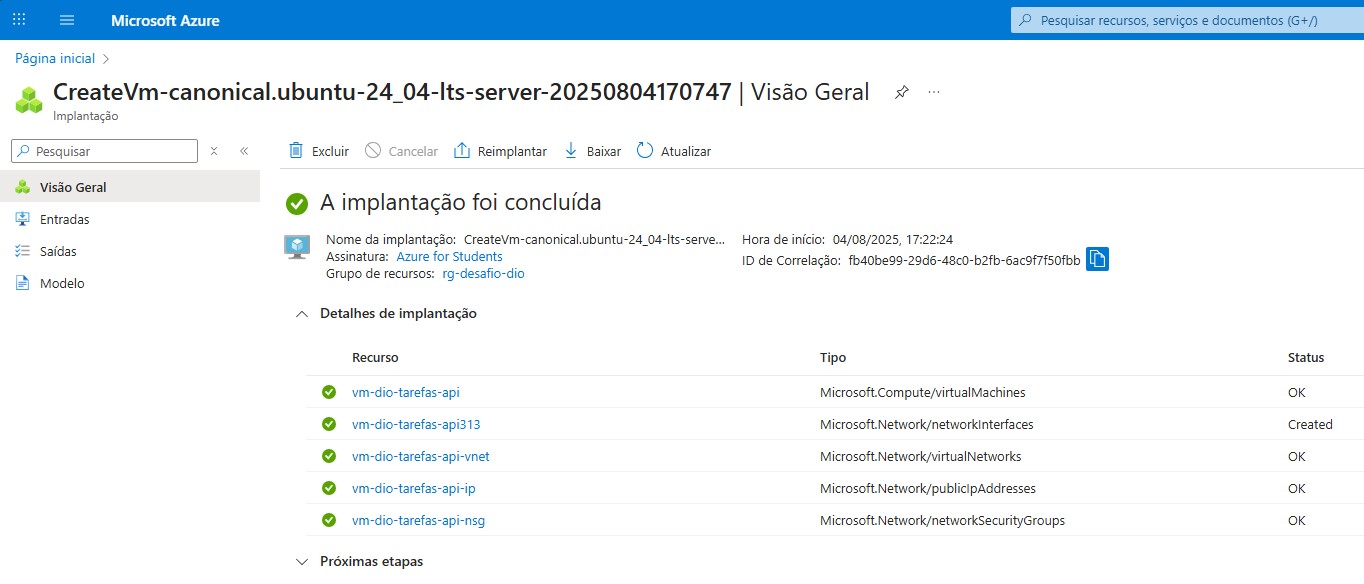 Microsoft Azure
Pesquisar recursos, serviços e documentos (G+/)
Página inicial
CreateVm-canonical.ubuntu-24_04-lts-server-20250804170747 | Visão Geral
Implantação
Pesquisar
Excluir Cancelar Reimplantar Baixar Atualizar
Visão Geral
Entradas
Saídas
Modelo
A implantação foi concluída
Nome da implantação: CreateVm-canonical.ubuntu-24_04-lts-serve... Hora de início: 04/08/2025, 17:22:24
Assinatura: Azure for Students ID de Correlação: fb40be99-29d6-48c0-b2fb-6ac9f7f50fbb
Grupo de recursos: rg-desafio-dio
Detalhes de implantação
Recurso Tipo Status
vm-dio-tarefas-api Microsoft.Compute/virtualMachines OK
vm-dio-tarefas-api313 Microsoft.Network/networkInterfaces Created
vm-dio-tarefas-api-vnet Microsoft.Network/virtualNetworks OK
vm-dio-tarefas-api-ip Microsoft.Network/publicIpAddresses OK
vm-dio-tarefas-api-nsg Microsoft.Network/networkSecurityGroups OK
Próximas etapas